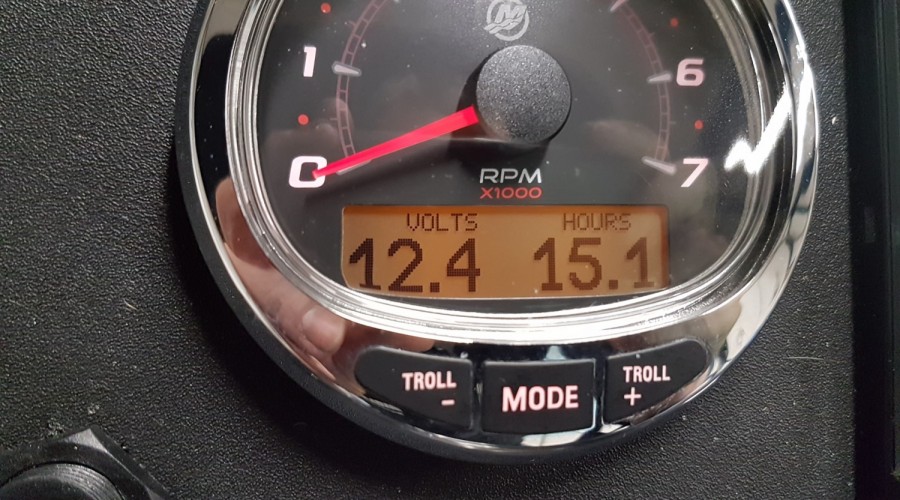 1
6
0
7
RPM
X1000
VOLTS HOURS
12.4 15.1
TROLL
-
MODE
TROLL
+